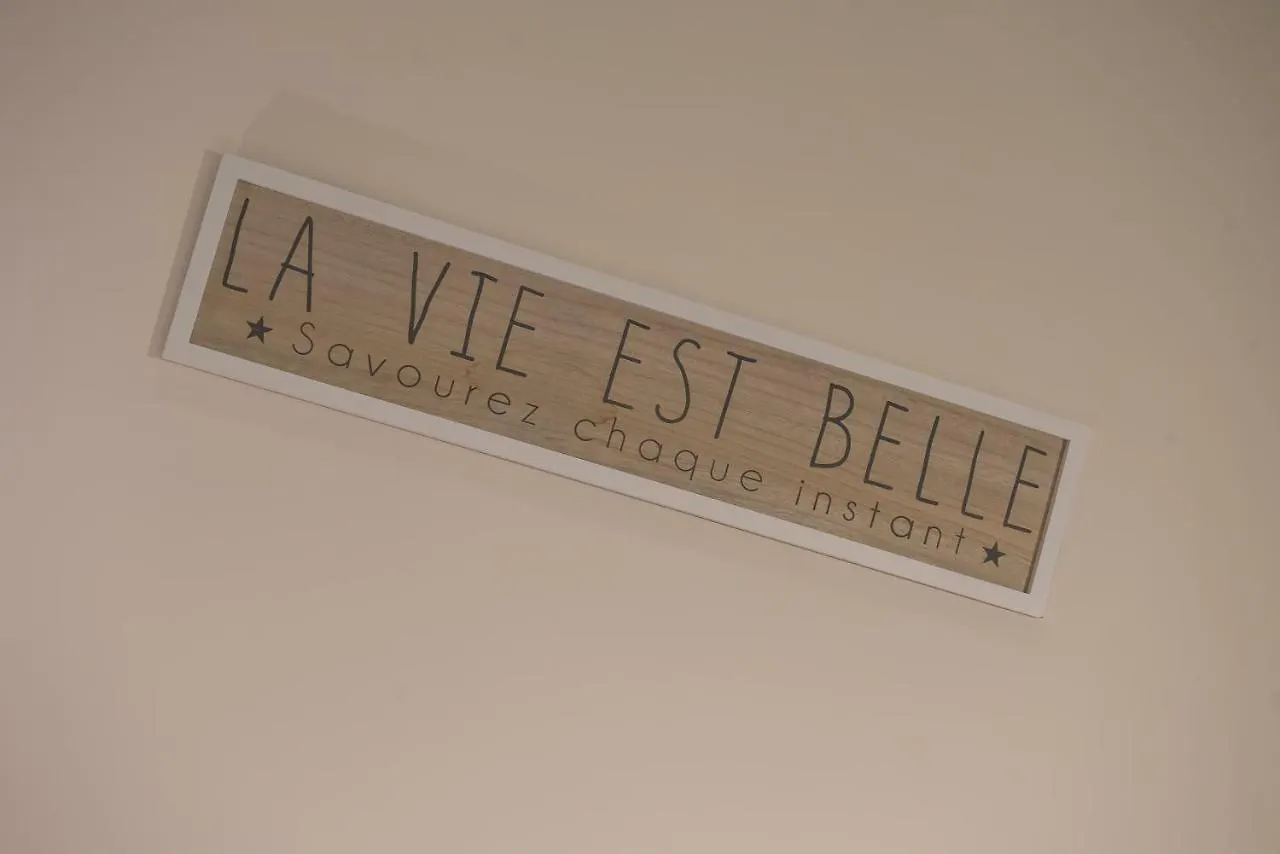 LA VIE EST BELLE
★ Savourez chaque instant ★